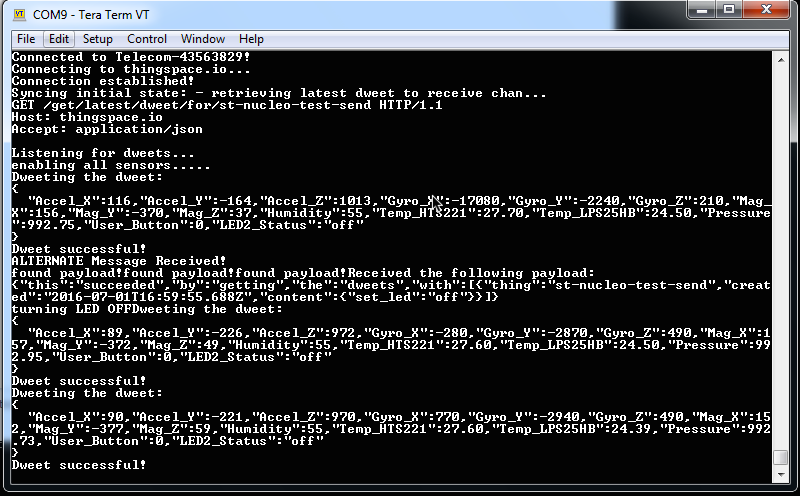 COM9 - Tera Term VT
File Edit Setup Control Window Help
Connected to Telecom-43563829!
Connecting to thingspace.io...
Connection established!
Syncing initial state: - retrieving latest dweet to receive chan...
GET /get/latest/dweet/for/st-nucleo-test-send HTTP/1.1
Host: thingspace.io
Accept: application/json
Listening for dweets...
enabling all sensors.....
Dweeting the dweet:
{
"Accel_X":116,"Accel_Y":-164,"Accel_Z":1013,"Gyro_X":-17080,"Gyro_Y":-2240,"Gyro_Z":210,"Mag_
X":156,"Mag_Y":-370,"Mag_Z":37,"Humidity":55,"Temp_HTS221":27.70,"Temp_LPS25HB":24.50,"Pressure"
:992.75,"User_Button":0,"LED2_Status":"off"
}
Dweet successful!
ALTERNATE Message Received!
found payload!found payload!found payload!Received the following payload:
{"this":"succeeded","by":"getting","the":"dweets","with":[{"thing":"st-nucleo-test-send","creat
ed":"2016-07-01T16:59:55.688Z","content":{"set_led":"off"}}]}
turning LED OFFDweeting the dweet:
{
"Accel_X":89,"Accel_Y":-226,"Accel_Z":972,"Gyro_X":-280,"Gyro_Y":-2870,"Gyro_Z":490,"Mag_X":1
57,"Mag_Y":-372,"Mag_Z":49,"Humidity":55,"Temp_HTS221":27.60,"Temp_LPS25HB":24.50,"Pressure":99
2.95,"User_Button":0,"LED2_Status":"off"
}
Dweet successful!
Dweeting the dweet:
{
"Accel_X":90,"Accel_Y":-221,"Accel_Z":970,"Gyro_X":770,"Gyro_Y":-2940,"Gyro_Z":490,"Mag_X":15
2,"Mag_Y":-377,"Mag_Z":59,"Humidity":55,"Temp_HTS221":27.60,"Temp_LPS25HB":24.39,"Pressure":992
.73,"User_Button":0,"LED2_Status":"off"
}
Dweet successful!